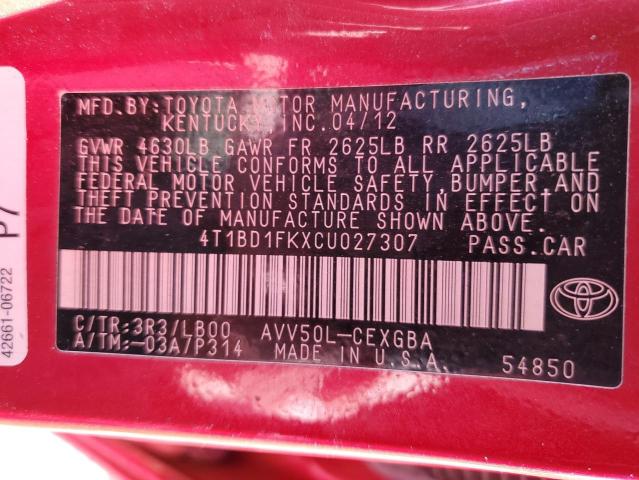 MFD.BY:TOYOTA MOTOR MANUFACTURING,
KENTUCKY, INC.04/12
GVWR 4630LB GAWR FR 2625LB RR 2625LB
THIS VEHICLE CONFORMS TO ALL APPLICABLE
FEDERAL MOTOR VEHICLE SAFETY,BUMPER,AND
THEFT PREVENTION STANDARDS IN EFFECT ON
THE DATE OF MANUFACTURE SHOWN ABOVE.
4T1BD1FKXCU027307 PASS.CAR
C/TR:3R3/LB00 AVV50L-CEXGBA
A/TM:-03A/P314 MADE IN U.S.A. 54850
P7
42661-06722